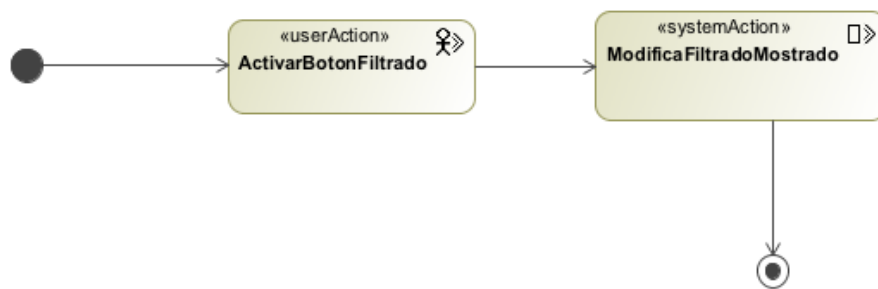 «userAction»
ActivarBotonFiltrado
«systemAction»
ModificaFiltradoMostrado